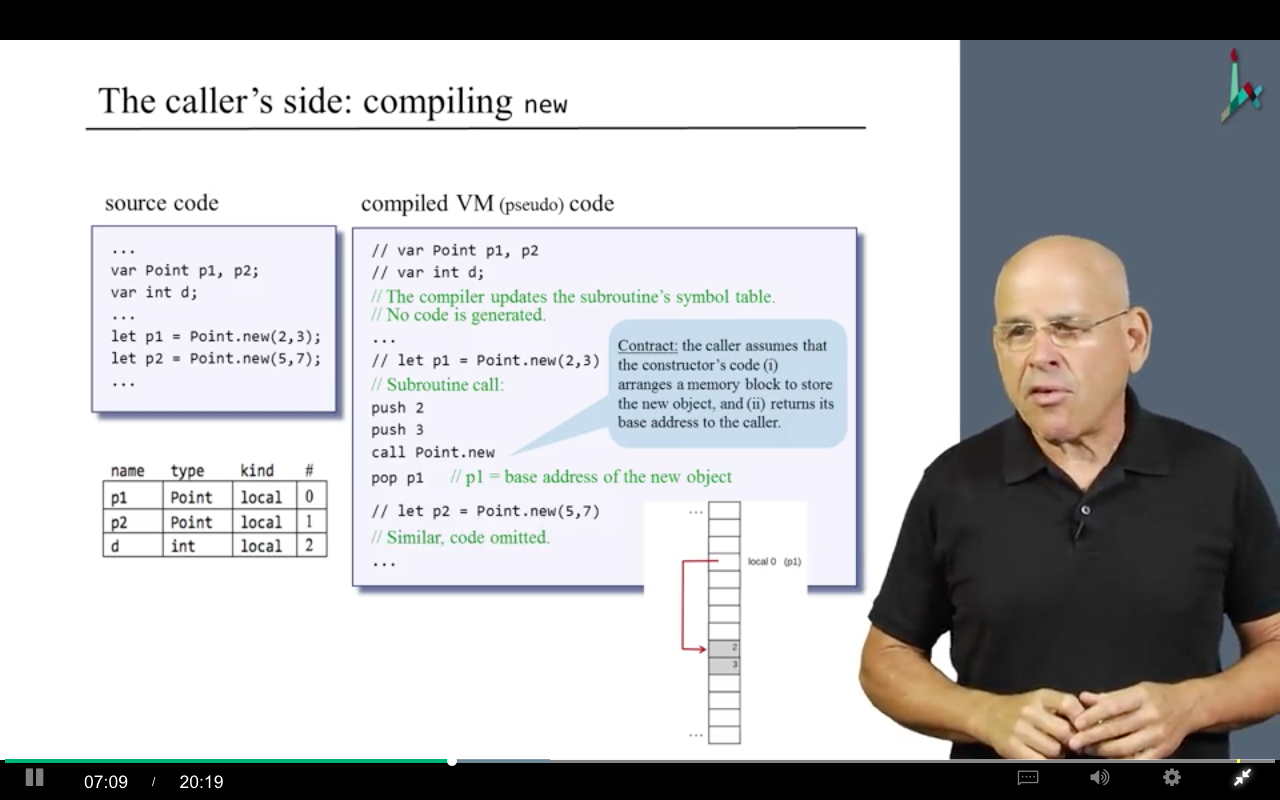 The caller's side: compiling new
source code
...
var Point p1, p2;
var int d;
...
let p1 = Point.new(2,3);
let p2 = Point.new(5,7);
...
name type kind #
p1 Point local 0
p2 Point local 1
d int local 2
compiled VM (pseudo) code
// var Point p1, p2
// var int d;
// The compiler updates the subroutine's symbol table.
// No code is generated.
...
// let p1 = Point.new(2,3)
// Subroutine call:
push 2
push 3
call Point.new
pop p1 // p1 = base address of the new object
// let p2 = Point.new(5,7)
// Similar, code omitted.
...
Contract: the caller assumes that
the constructor's code (i)
arranges a memory block to store
the new object, and (ii) returns its
base address to the caller.
...
local 0 (p1)
2
3
...
07:09 / 20:19